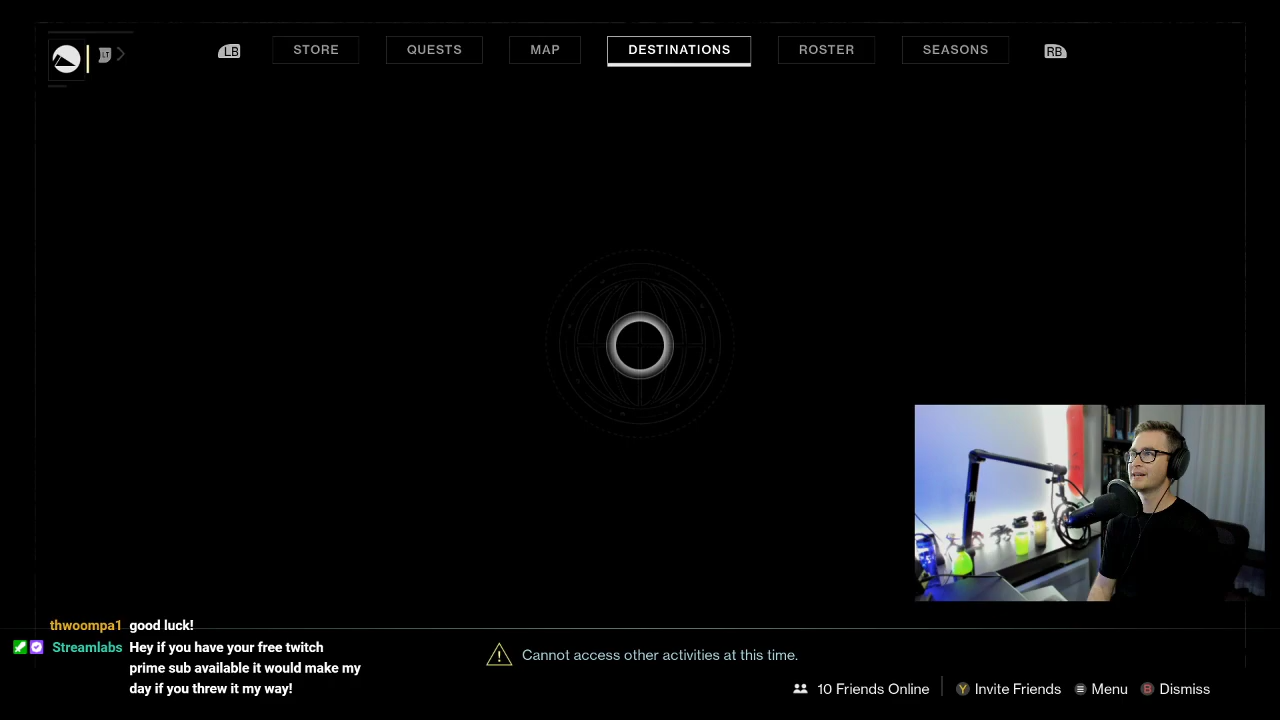 LT
LB
STORE
QUESTS
MAP
DESTINATIONS
ROSTER
SEASONS
RB
thwoompa1 good luck!
Streamlabs Hey if you have your free twitch
prime sub available it would make my
day if you threw it my way!
Cannot access other activities at this time.
10 Friends Online
Y Invite Friends
Menu
B Dismiss